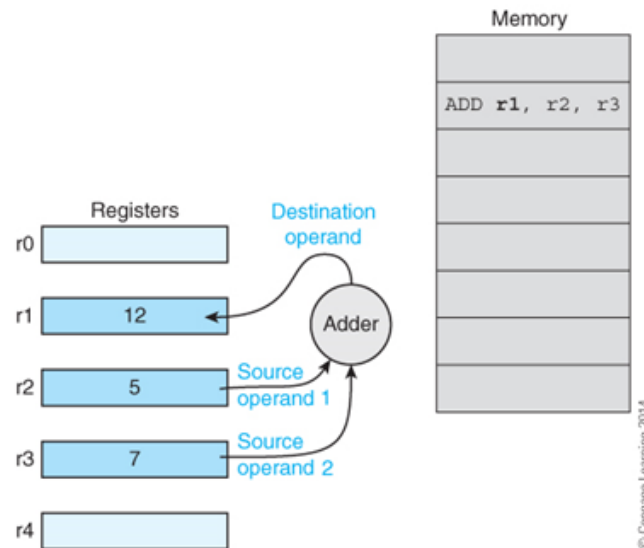 Memory
ADD r1, r2, r3
Registers
Destination
operand
r0
r1
12
Adder
r2
5
Source
operand 1
r3
7
Source
operand 2
r4
© Cengage Learning 2014